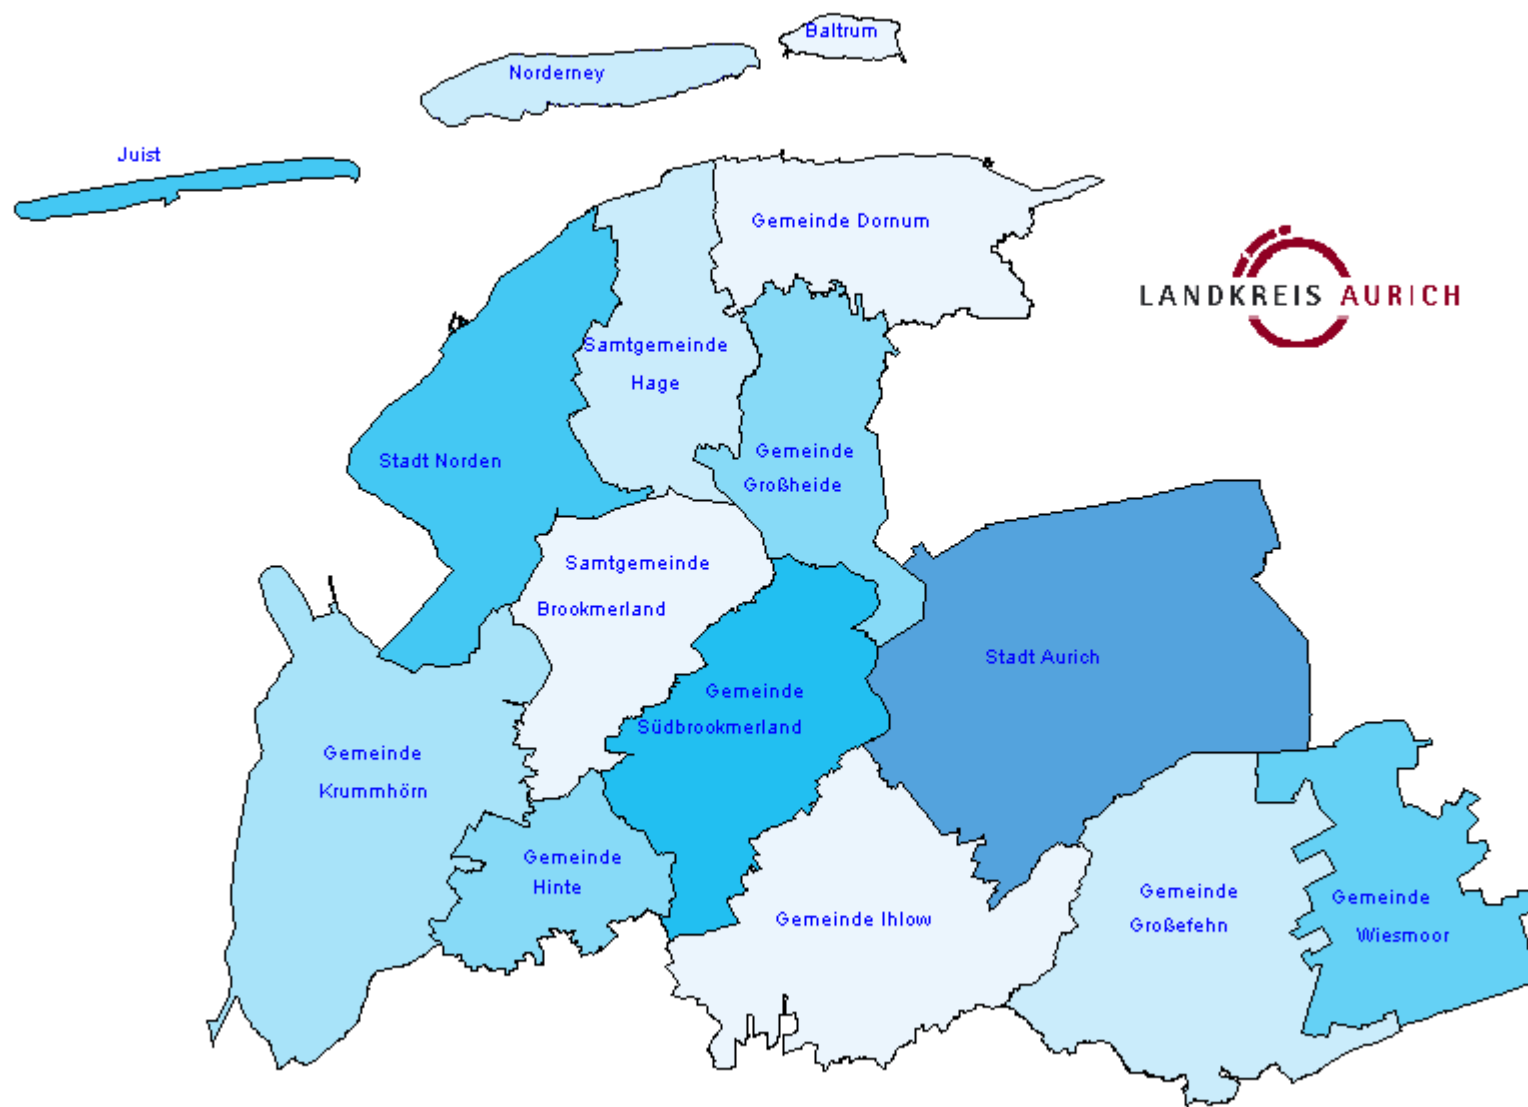 Baltrum
Norderney
Juist
Gemeinde Dornum
LANDKREIS AURICH
Samtgemeinde
Hage
Stadt Norden
Gemeinde
Großheide
Samtgemeinde
Brookmerland
Stadt Aurich
Gemeinde
Südbrookmerland
Gemeinde
Krummhörn
Gemeinde
Hinte
Gemeinde Ihlow
Gemeinde
Großefehn
Gemeinde
Wiesmoor